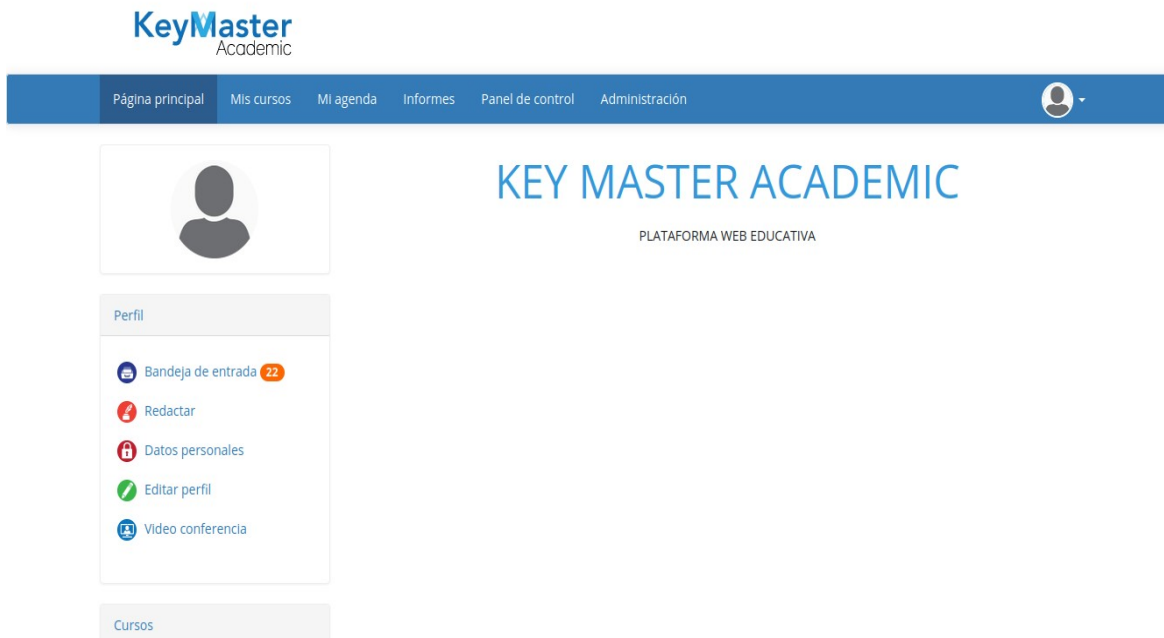 KeyMaster
Academic
Página principal Mis cursos Mi agenda Informes Panel de control Administración
KEY MASTER ACADEMIC
PLATAFORMA WEB EDUCATIVA
Perfil
Bandeja de entrada 22
Redactar
Datos personales
Editar perfil
Video conferencia
Cursos